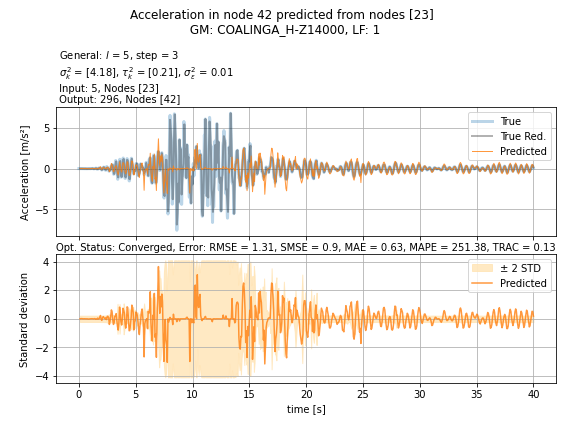 Acceleration in node 42 predicted from nodes [23]
GM: COALINGA_H-Z14000, LF: 1
General: l = 5, step = 3
σ²ₖ = [4.18], τ²ₖ = [0.21], σ²ε = 0.01
Input: 5, Nodes [23]
Output: 296, Nodes [42]
True
True Red.
Predicted
Acceleration [m/s²]
5
0
−5
Opt. Status: Converged, Error: RMSE = 1.31, SMSE = 0.9, MAE = 0.63, MAPE = 251.38, TRAC = 0.13
± 2 STD
Predicted
Standard deviation
4
2
0
−2
−4
0 5 10 15 20 25 30 35 40
time [s]